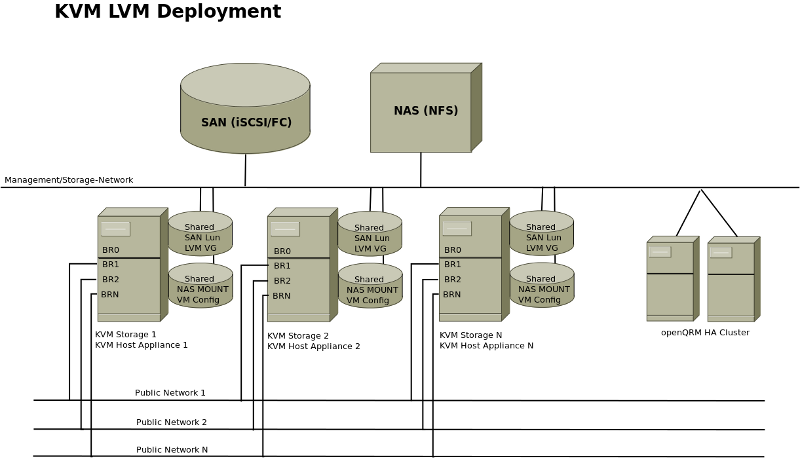 KVM LVM Deployment
SAN (iSCSI/FC)
NAS (NFS)
Management/Storage-Network
BR0
BR1
BR2
BRN
Shared
SAN Lun
LVM VG
Shared
NAS MOUNT
VM Config
KVM Storage 1
KVM Host Appliance 1
BR0
BR1
BR2
BRN
Shared
SAN Lun
LVM VG
Shared
NAS MOUNT
VM Config
KVM Storage 2
KVM Host Appliance 2
BR0
BR1
BR2
BRN
Shared
SAN Lun
LVM VG
Shared
NAS MOUNT
VM Config
KVM Storage N
KVM Host Appliance N
openQRM HA Cluster
Public Network 1
Public Network 2
Public Network N